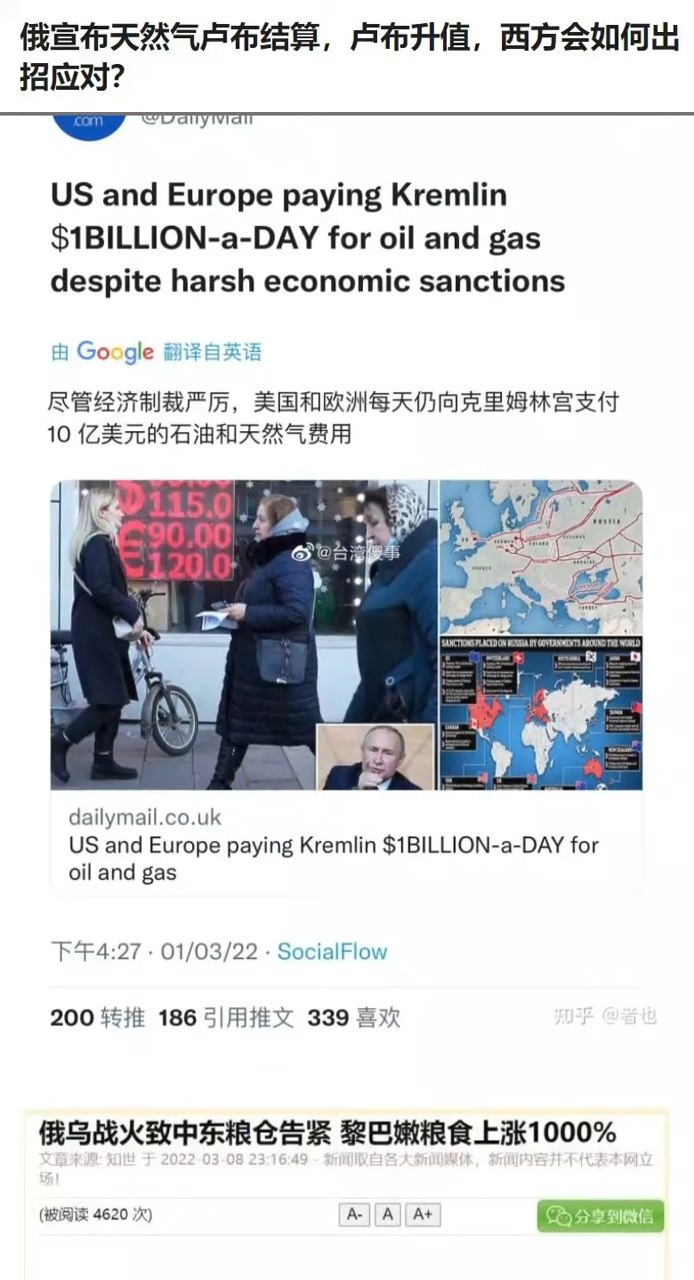 俄宣布天然气卢布结算，卢布升值，西方会如何出
招应对？
.com
@DailyMail
US and Europe paying Kremlin
$1BILLION-a-DAY for oil and gas
despite harsh economic sanctions
由 Google 翻译自英语
尽管经济制裁严厉，美国和欧洲每天仍向克里姆林宫支付
10 亿美元的石油和天然气费用
115.0
€90.00
120.0
@台湾傻事
RUSSIA
TURKEY
SANCTIONS PLACED ON RUSSIA BY GOVERNMENTS AROUND THE WORLD
dailymail.co.uk
US and Europe paying Kremlin $1BILLION-a-DAY for
oil and gas
下午4:27 · 01/03/22 · SocialFlow
200 转推 186 引用推文 339 喜欢
知乎 @者也
俄乌战火致中东粮仓告紧 黎巴嫩粮食上涨1000%
文章来源: 知世 于 2022-03-08 23:16:49 - 新闻取自各大新闻媒体，新闻内容并不代表本网立
场!
(被阅读 4620 次)
A- A A+
分享到微信